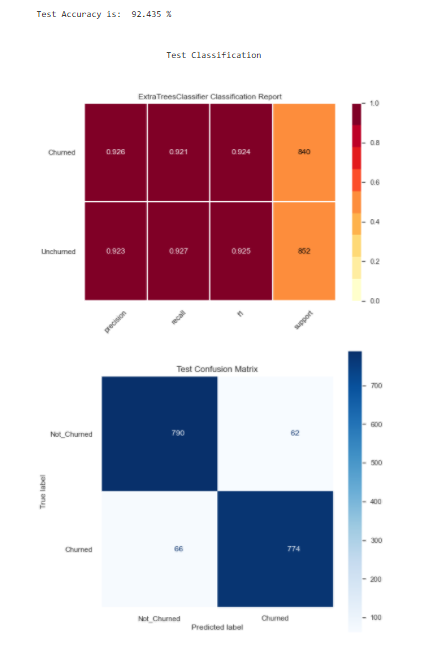 Test Accuracy is:  92.435 %
Test Classification
ExtraTreesClassifier Classification Report
1.0
Churned 0.926 0.921 0.924 840
0.8
0.6
0.4
Unchurned 0.923 0.927 0.925 852
0.2
0.0
precision recall f1 support
Test Confusion Matrix
700
Not_Churned 790 62
600
500
True label
400
300
Churned 66 774
200
100
Not_Churned Churned
Predicted label